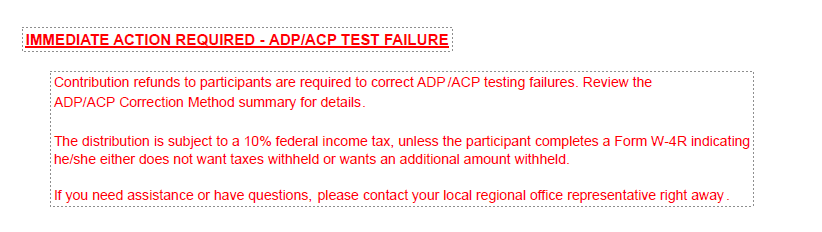 IMMEDIATE ACTION REQUIRED - ADP/ACP TEST FAILURE
Contribution refunds to participants are required to correct ADP/ACP testing failures. Review the
ADP/ACP Correction Method summary for details.
The distribution is subject to a 10% federal income tax, unless the participant completes a Form W-4R indicating
he/she either does not want taxes withheld or wants an additional amount withheld.
If you need assistance or have questions, please contact your local regional office representative right away.